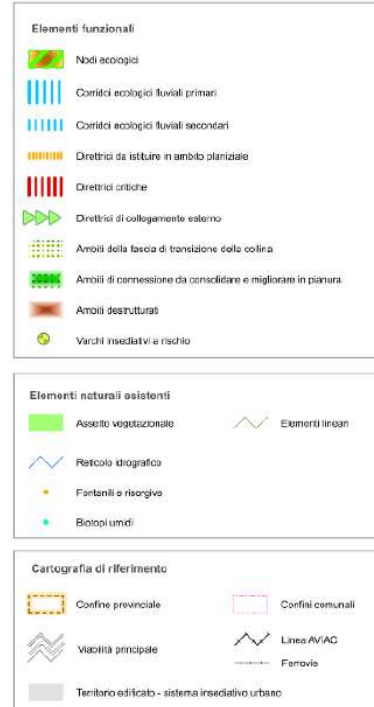 Elementi funzionali
Nodi ecologici
Corridoi ecologici fluviali primari
Corridoi ecologici fluviali secondari
Direttrici da istituire in ambito planiziale
Direttrici critiche
Direttrici di collegamento esterno
Ambiti della fascia di transizione della collina
Ambiti di connessione da consolidare e migliorare in pianura
Ambiti destrutturati
Varchi insediativi a rischio
Elementi naturali esistenti
Assetto vegetazionale
Elementi lineari
Reticolo idrografico
Fontanili e risorgive
Biotopi umidi
Cartografia di riferimento
Confine provinciale
Confini comunali
Viabilità principale
Linea AV/AC
Ferrovie
Territorio edificato - sistema insediativo urbano